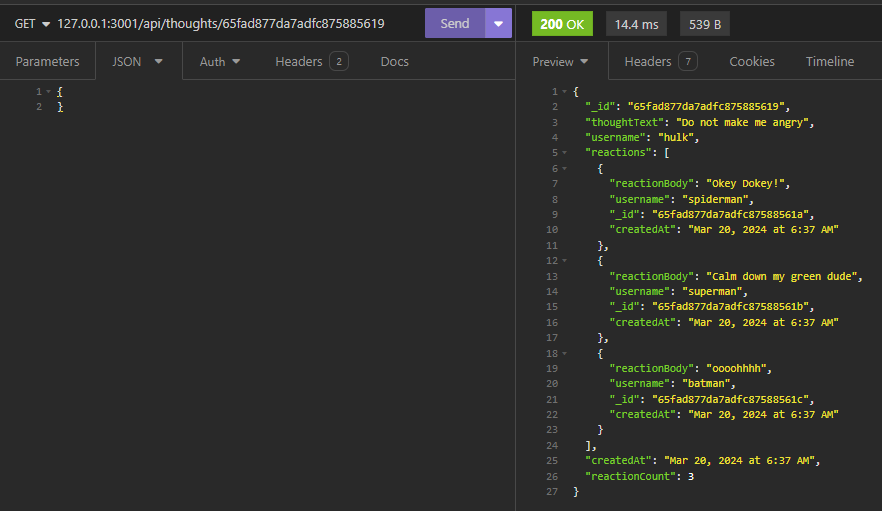 GET 127.0.0.1:3001/api/thoughts/65fad877da7adfc875885619 Send
200 OK 14.4 ms 539 B
Parameters JSON Auth Headers 2 Docs
Preview Headers 7 Cookies Timeline
1 {
2 }
1 {
2 "_id": "65fad877da7adfc875885619",
3 "thoughtText": "Do not make me angry",
4 "username": "hulk",
5 "reactions": [
6 {
7 "reactionBody": "Okey Dokey!",
8 "username": "spiderman",
9 "_id": "65fad877da7adfc87588561a",
10 "createdAt": "Mar 20, 2024 at 6:37 AM"
11 },
12 {
13 "reactionBody": "Calm down my green dude",
14 "username": "superman",
15 "_id": "65fad877da7adfc87588561b",
16 "createdAt": "Mar 20, 2024 at 6:37 AM"
17 },
18 {
19 "reactionBody": "oooohhhh",
20 "username": "batman",
21 "_id": "65fad877da7adfc87588561c",
22 "createdAt": "Mar 20, 2024 at 6:37 AM"
23 }
24 ],
25 "createdAt": "Mar 20, 2024 at 6:37 AM",
26 "reactionCount": 3
27 }